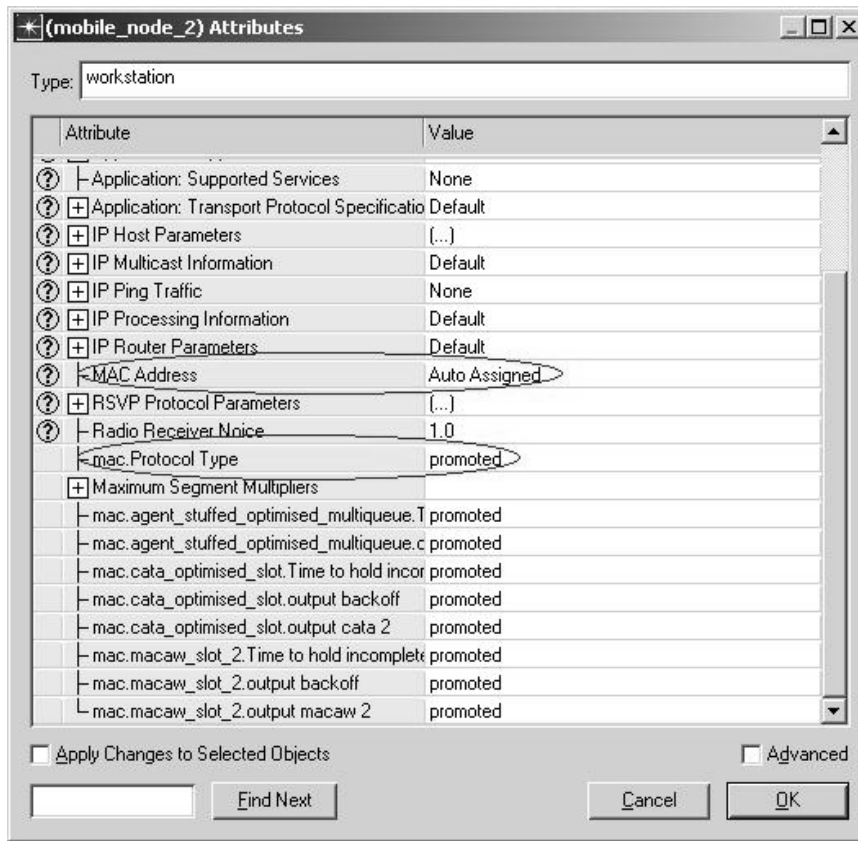 (mobile_node_2) Attributes
Type: workstation
Attribute Value
Application: Supported Services None
Application: Transport Protocol Specificatio Default
IP Host Parameters (...)
IP Multicast Information Default
IP Ping Traffic None
IP Processing Information Default
IP Router Parameters Default
MAC Address Auto Assigned
RSVP Protocol Parameters (...)
Radio Receiver Noice 1.0
mac.Protocol Type promoted
Maximum Segment Multipliers
mac.agent_stuffed_optimised_multiqueue.T promoted
mac.agent_stuffed_optimised_multiqueue.c promoted
mac.cata_optimised_slot.Time to hold incor promoted
mac.cata_optimised_slot.output backoff promoted
mac.cata_optimised_slot.output cata 2 promoted
mac.macaw_slot_2.Time to hold incomplete promoted
mac.macaw_slot_2.output backoff promoted
mac.macaw_slot_2.output macaw 2 promoted
Apply Changes to Selected Objects Advanced
Find Next Cancel OK